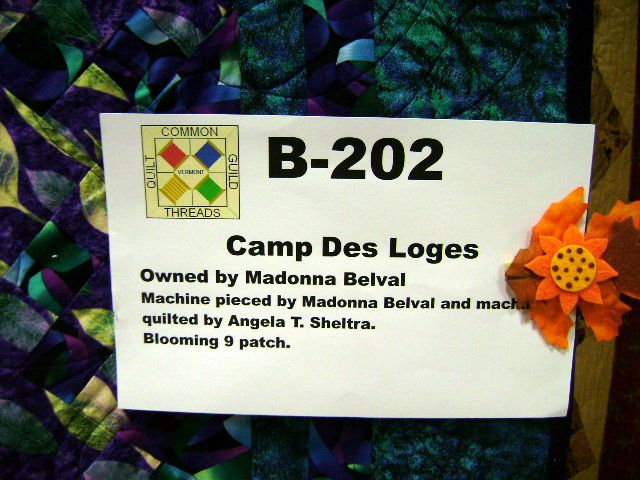 COMMON
QUILT
VERMONT
GUILD
THREADS
B-202
Camp Des Loges
Owned by Madonna Belval
Machine pieced by Madonna Belval and
quilted by Angela T. Sheltra.
Blooming 9 patch.